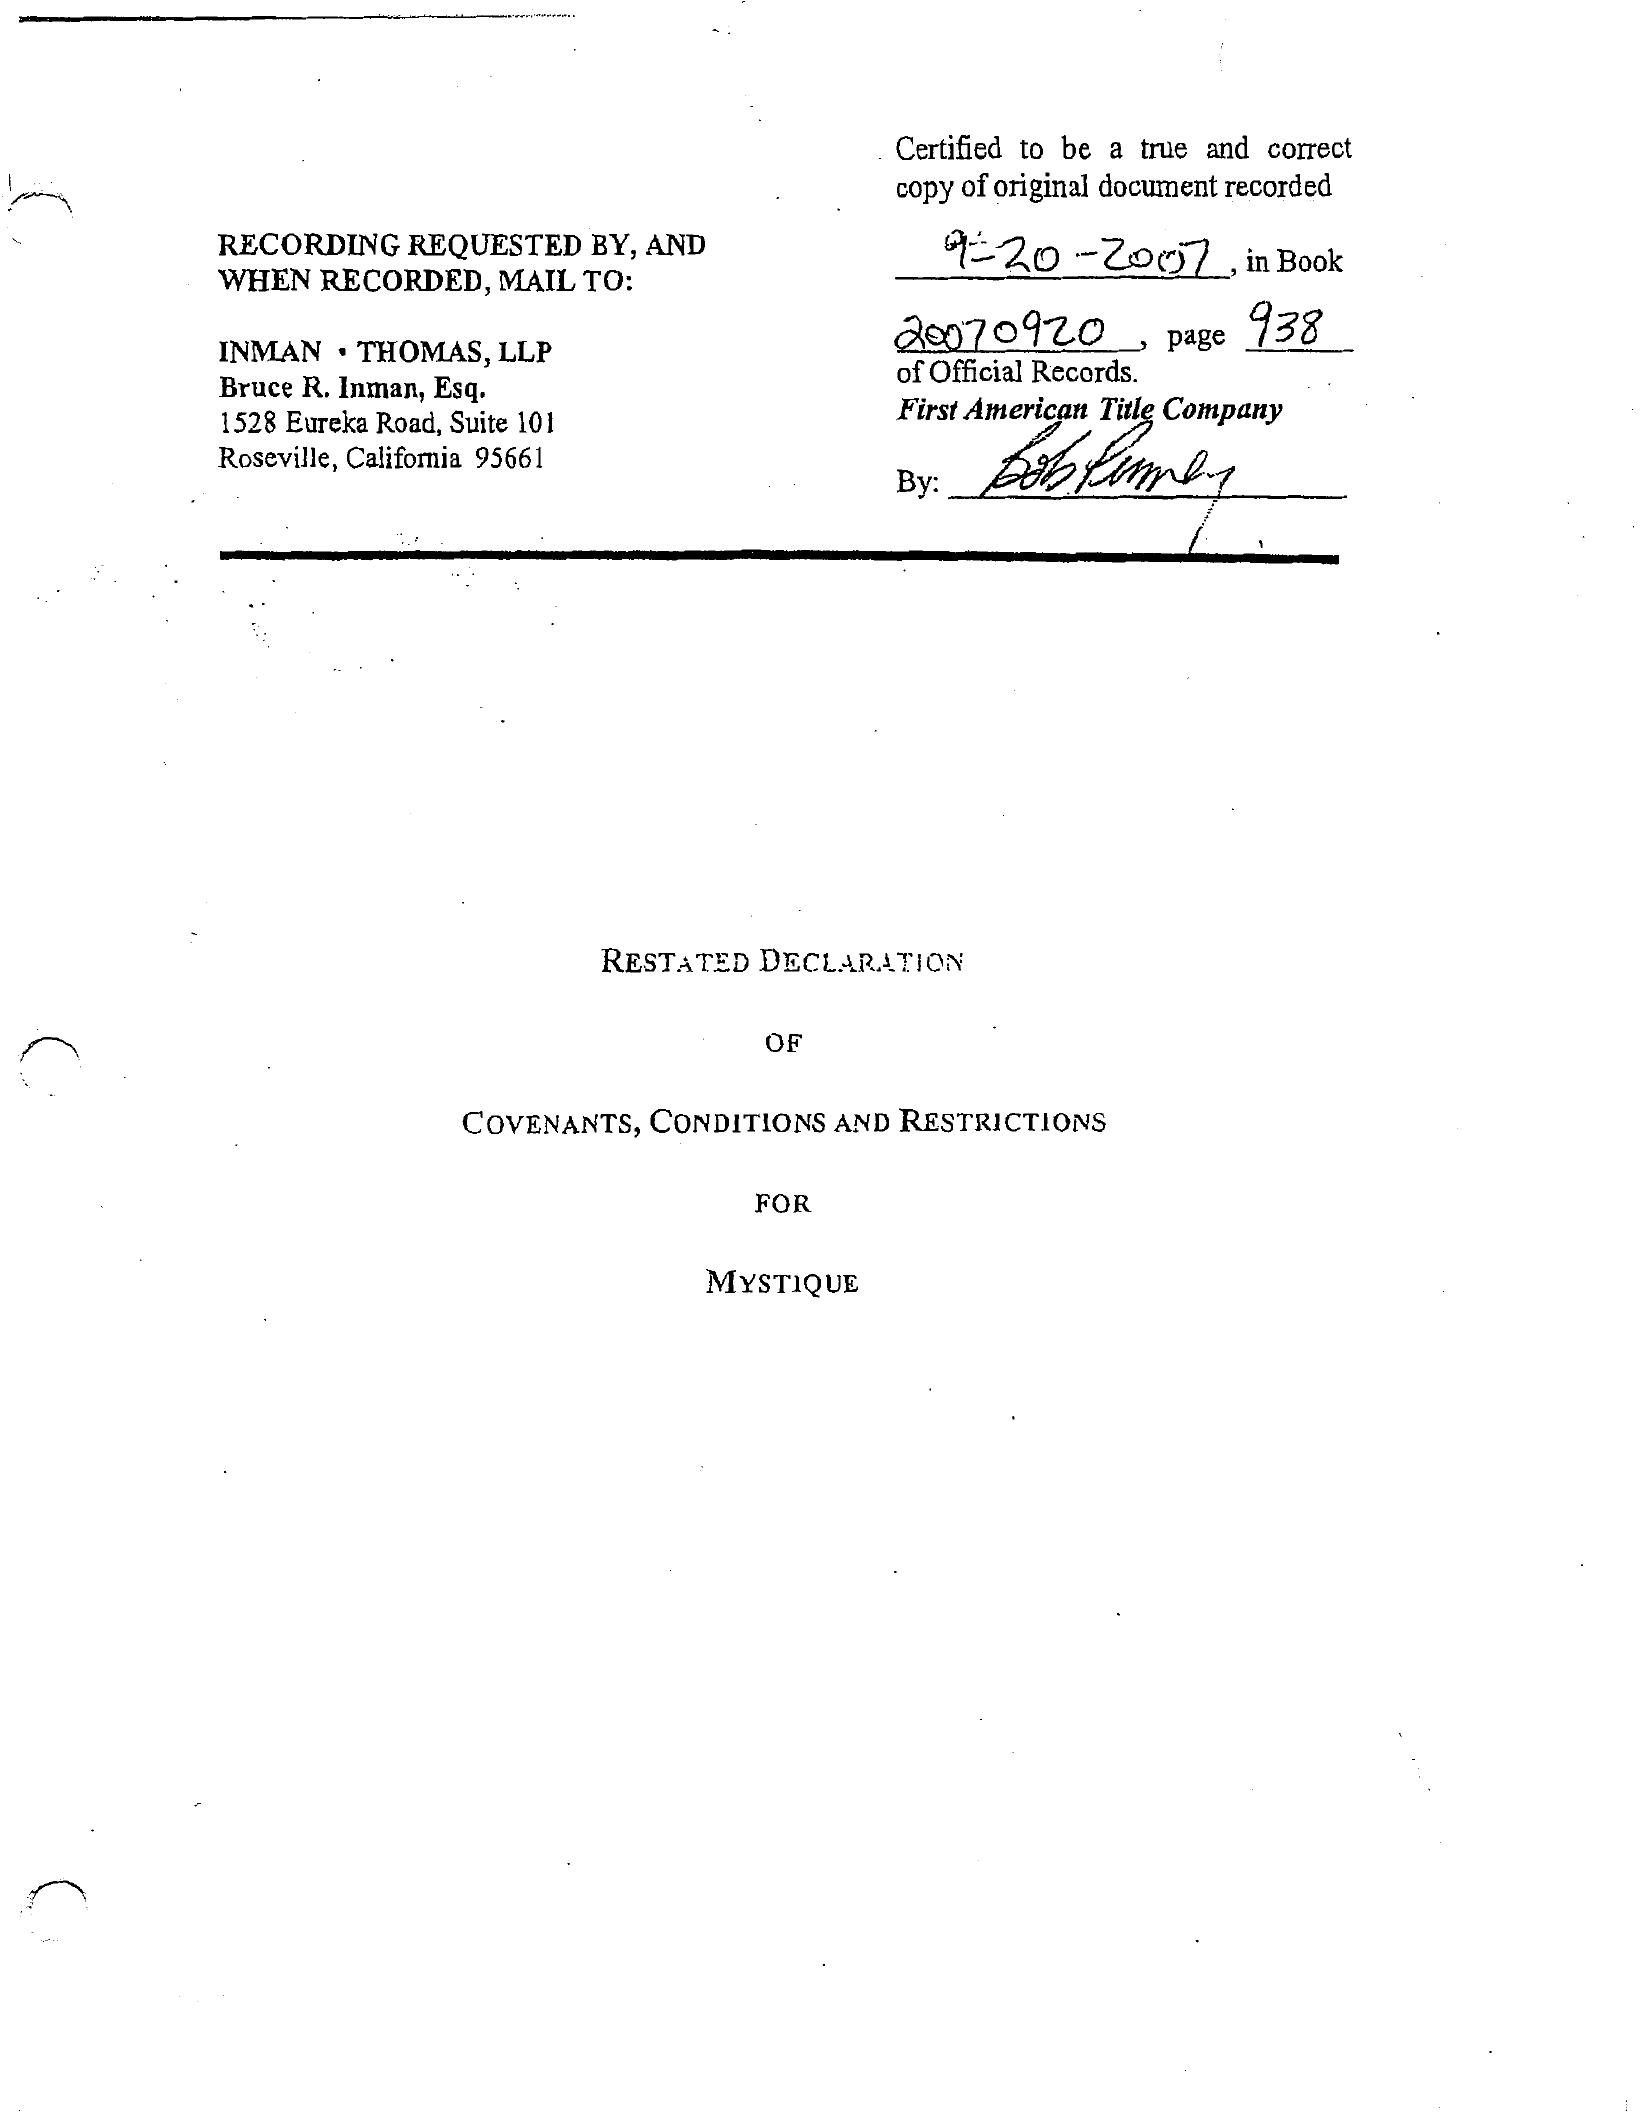 Certified to be a true and correct
copy of original document recorded
9-20-2007, in Book
20070920, page 938
of Official Records.
First American Title Company
By:
RECORDING REQUESTED BY, AND
WHEN RECORDED, MAIL TO:
INMAN • THOMAS, LLP
Bruce R. Inman, Esq.
1528 Eureka Road, Suite 101
Roseville, California 95661
RESTATED DECLARATION
OF
COVENANTS, CONDITIONS AND RESTRICTIONS
FOR
MYSTIQUE